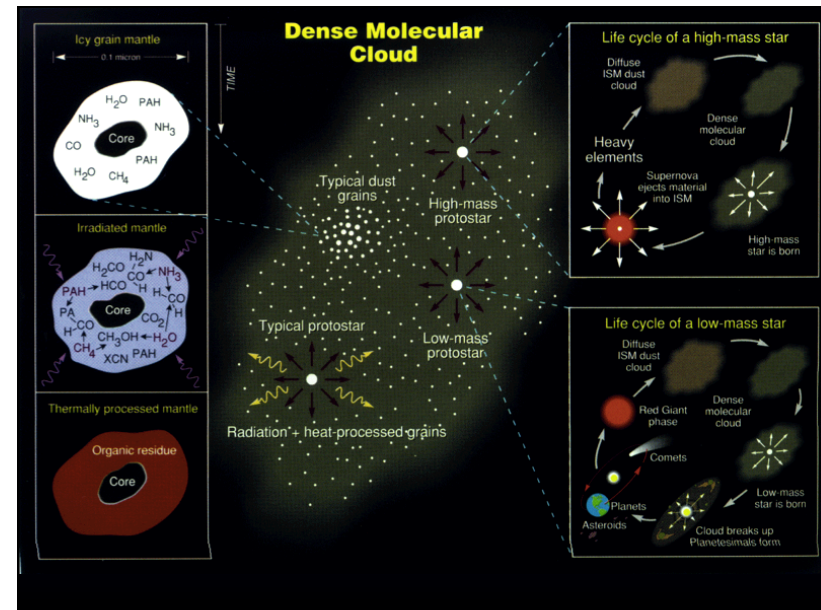 Dense Molecular
Cloud
Icy grain mantle
0.1 micron
H2O
PAH
NH3
NH3
Core
CO
PAH
H2O
CH4
TIME
Irradiated mantle
H2N
H2CO
CO
NH3
PAH
HCO
H
CO
H
H
PA
Core
CO
H
CO2
CH3OH
H2O
CH4
XCN
PAH
Thermally processed mantle
Organic residue
Core
Typical dust
grains
High-mass
protostar
Low-mass
protostar
Typical protostar
Radiation + heat-processed grains
Life cycle of a high-mass star
Diffuse
ISM dust
cloud
Dense
molecular
cloud
Heavy
elements
Supernova
ejects material
into ISM
High-mass
star is born
Life cycle of a low-mass star
Diffuse
ISM dust
cloud
Dense
molecular
cloud
Red Giant
phase
Comets
Low-mass
star is born
Planets
Asteroids
Cloud breaks up
Planetesimals form